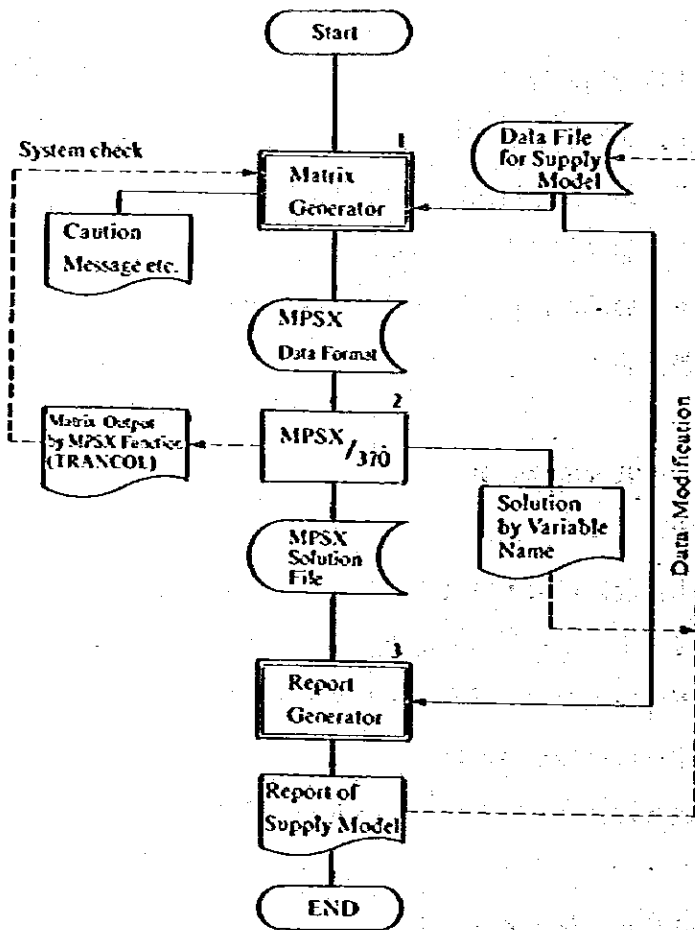 Start
System check
1
Matrix
Generator
Data File
for Supply
Model
Caution
Message etc.
MPSX
Data Format
2
Matrix Output
by MPSX Function
(TRANCOL)
MPSX
/370
Solution
by Variable
Name
Data Modification
MPSX
Solution
File
3
Report
Generator
Report of
Supply Model
END